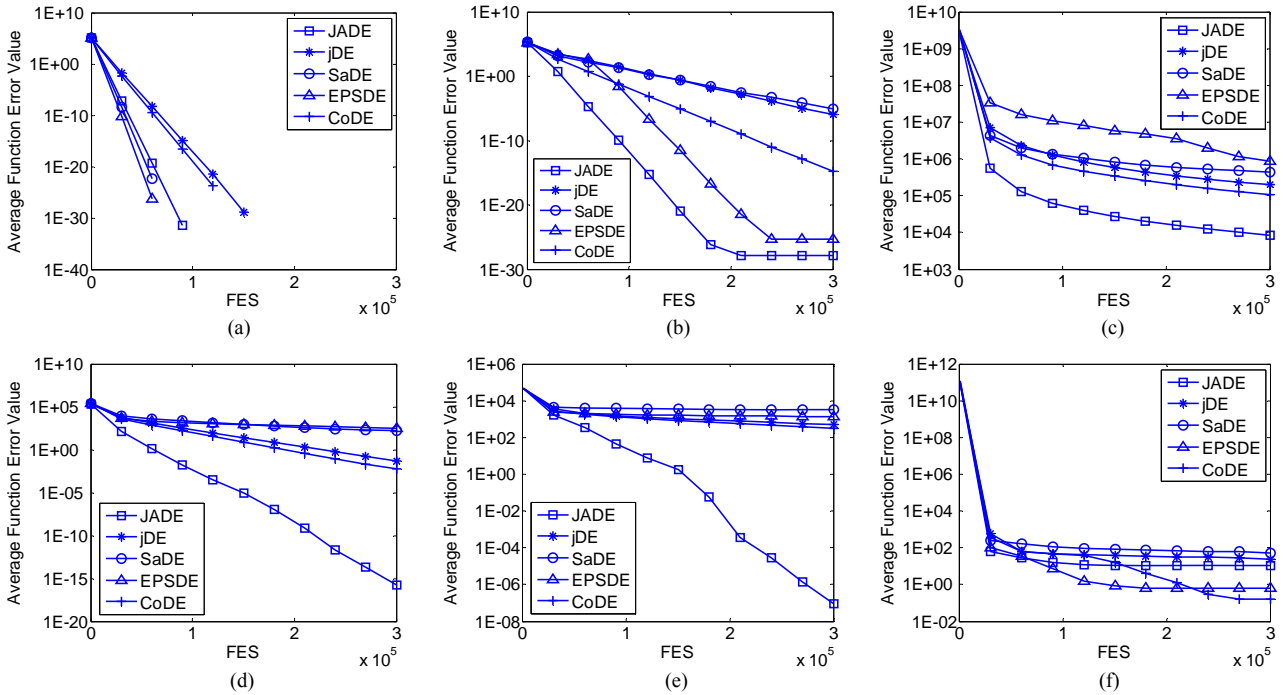 1E+10
1E+00
1E-10
1E-20
1E-30
1E-40
Average Function Error Value
0
1
2
3
FES
x 10^5
JADE
jDE
SaDE
EPSDE
CoDE
(a)
1E+10
1E+00
1E-10
1E-20
1E-30
Average Function Error Value
0
1
2
3
FES
x 10^5
JADE
jDE
SaDE
EPSDE
CoDE
(b)
1E+10
1E+09
1E+08
1E+07
1E+06
1E+05
1E+04
1E+03
Average Function Error Value
0
1
2
3
FES
x 10^5
JADE
jDE
SaDE
EPSDE
CoDE
(c)
1E+10
1E+05
1E+00
1E-05
1E-10
1E-15
1E-20
Average Function Error Value
0
1
2
3
FES
x 10^5
JADE
jDE
SaDE
EPSDE
CoDE
(d)
1E+06
1E+04
1E+02
1E+00
1E-02
1E-04
1E-06
1E-08
Average Function Error Value
0
1
2
3
FES
x 10^5
JADE
jDE
SaDE
EPSDE
CoDE
(e)
1E+12
1E+10
1E+08
1E+06
1E+04
1E+02
1E+00
1E-02
Average Function Error Value
0
1
2
3
FES
x 10^5
JADE
jDE
SaDE
EPSDE
CoDE
(f)